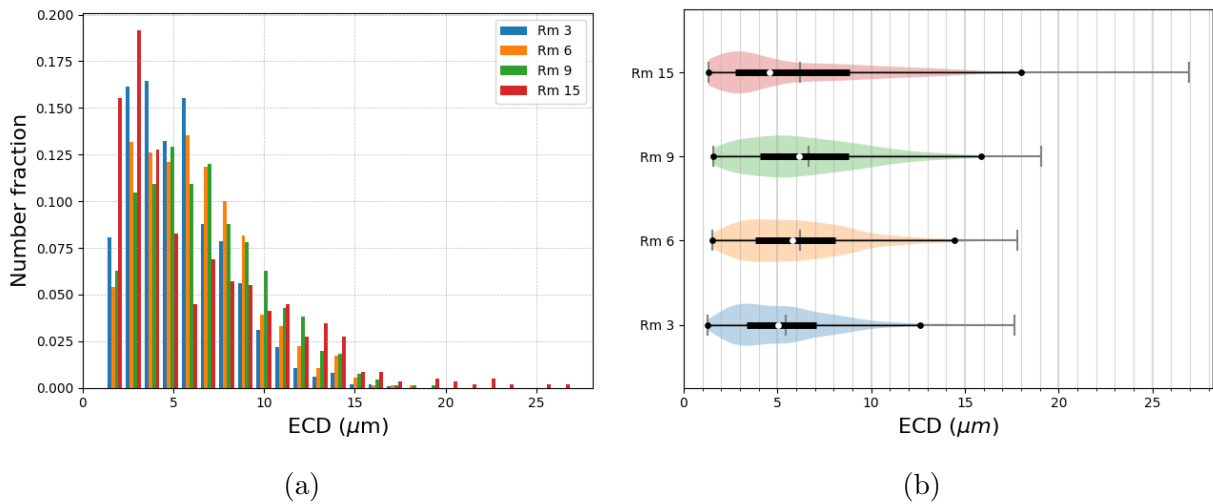 0.200
0.175
0.150
0.125
0.100
0.075
0.050
0.025
0.000
Number fraction
0 5 10 15 20 25
ECD (μm)
Rm 3
Rm 6
Rm 9
Rm 15
(a)
Rm 15
Rm 9
Rm 6
Rm 3
0 5 10 15 20 25
ECD (μm)
(b)